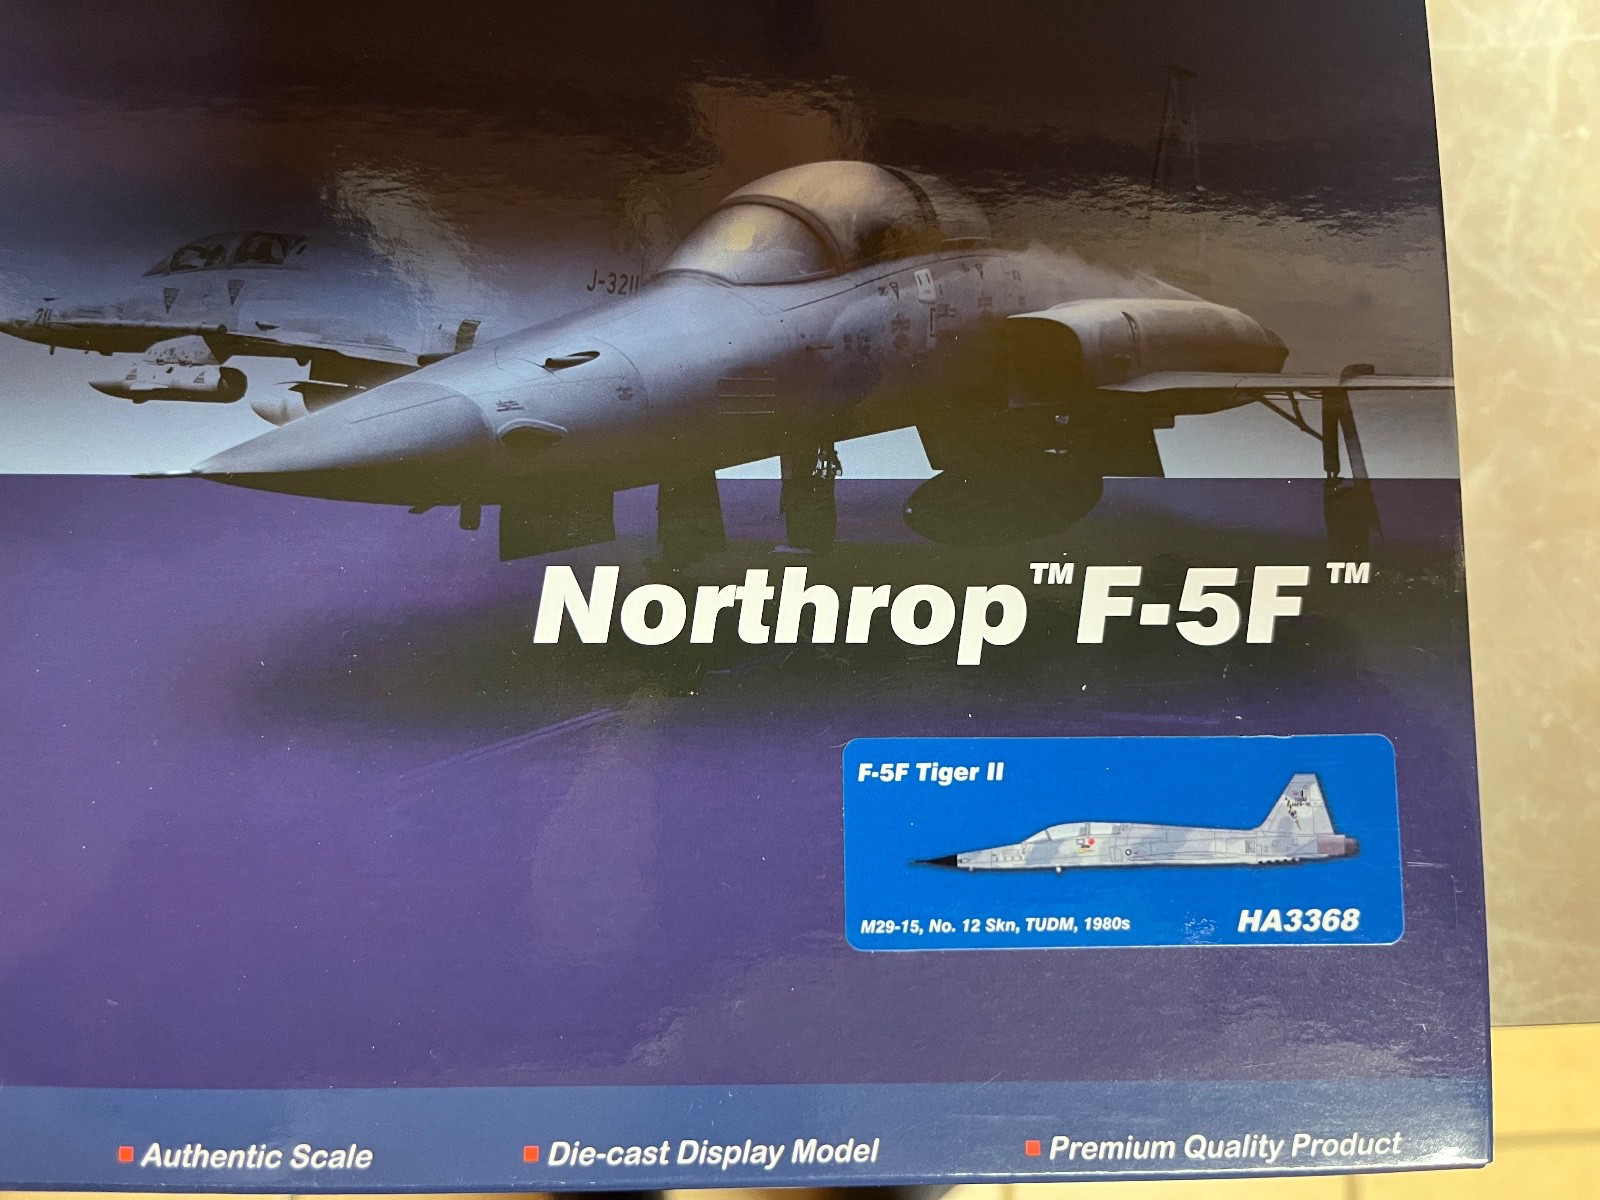 J-3211
211
Northrop™ F-5F™
F-5F Tiger II
M29-15, No. 12 Skn, TUDM, 1980s
HA3368
Authentic Scale
Die-cast Display Model
Premium Quality Product